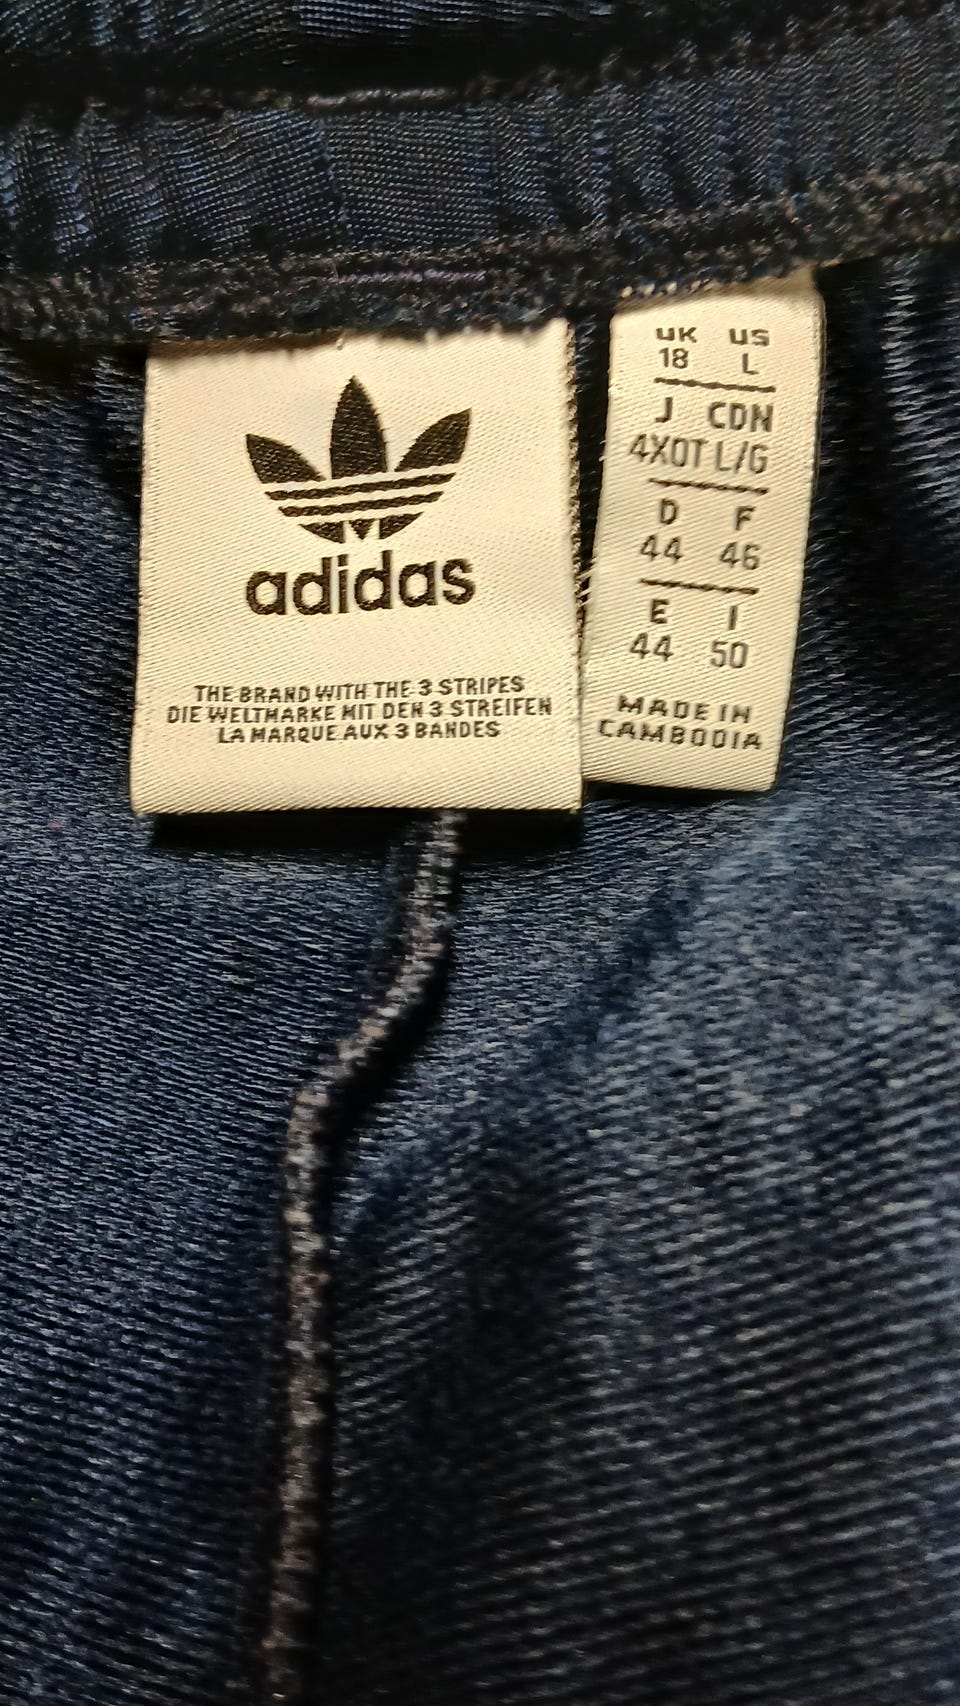 adidas
THE BRAND WITH THE 3 STRIPES
DIE WELTMARKE MIT DEN 3 STREIFEN
LA MARQUE AUX 3 BANDES
UK US
18 L
J CDN
4XOT L/G
D F
44 46
E I
44 50
MADE IN
CAMBODIA